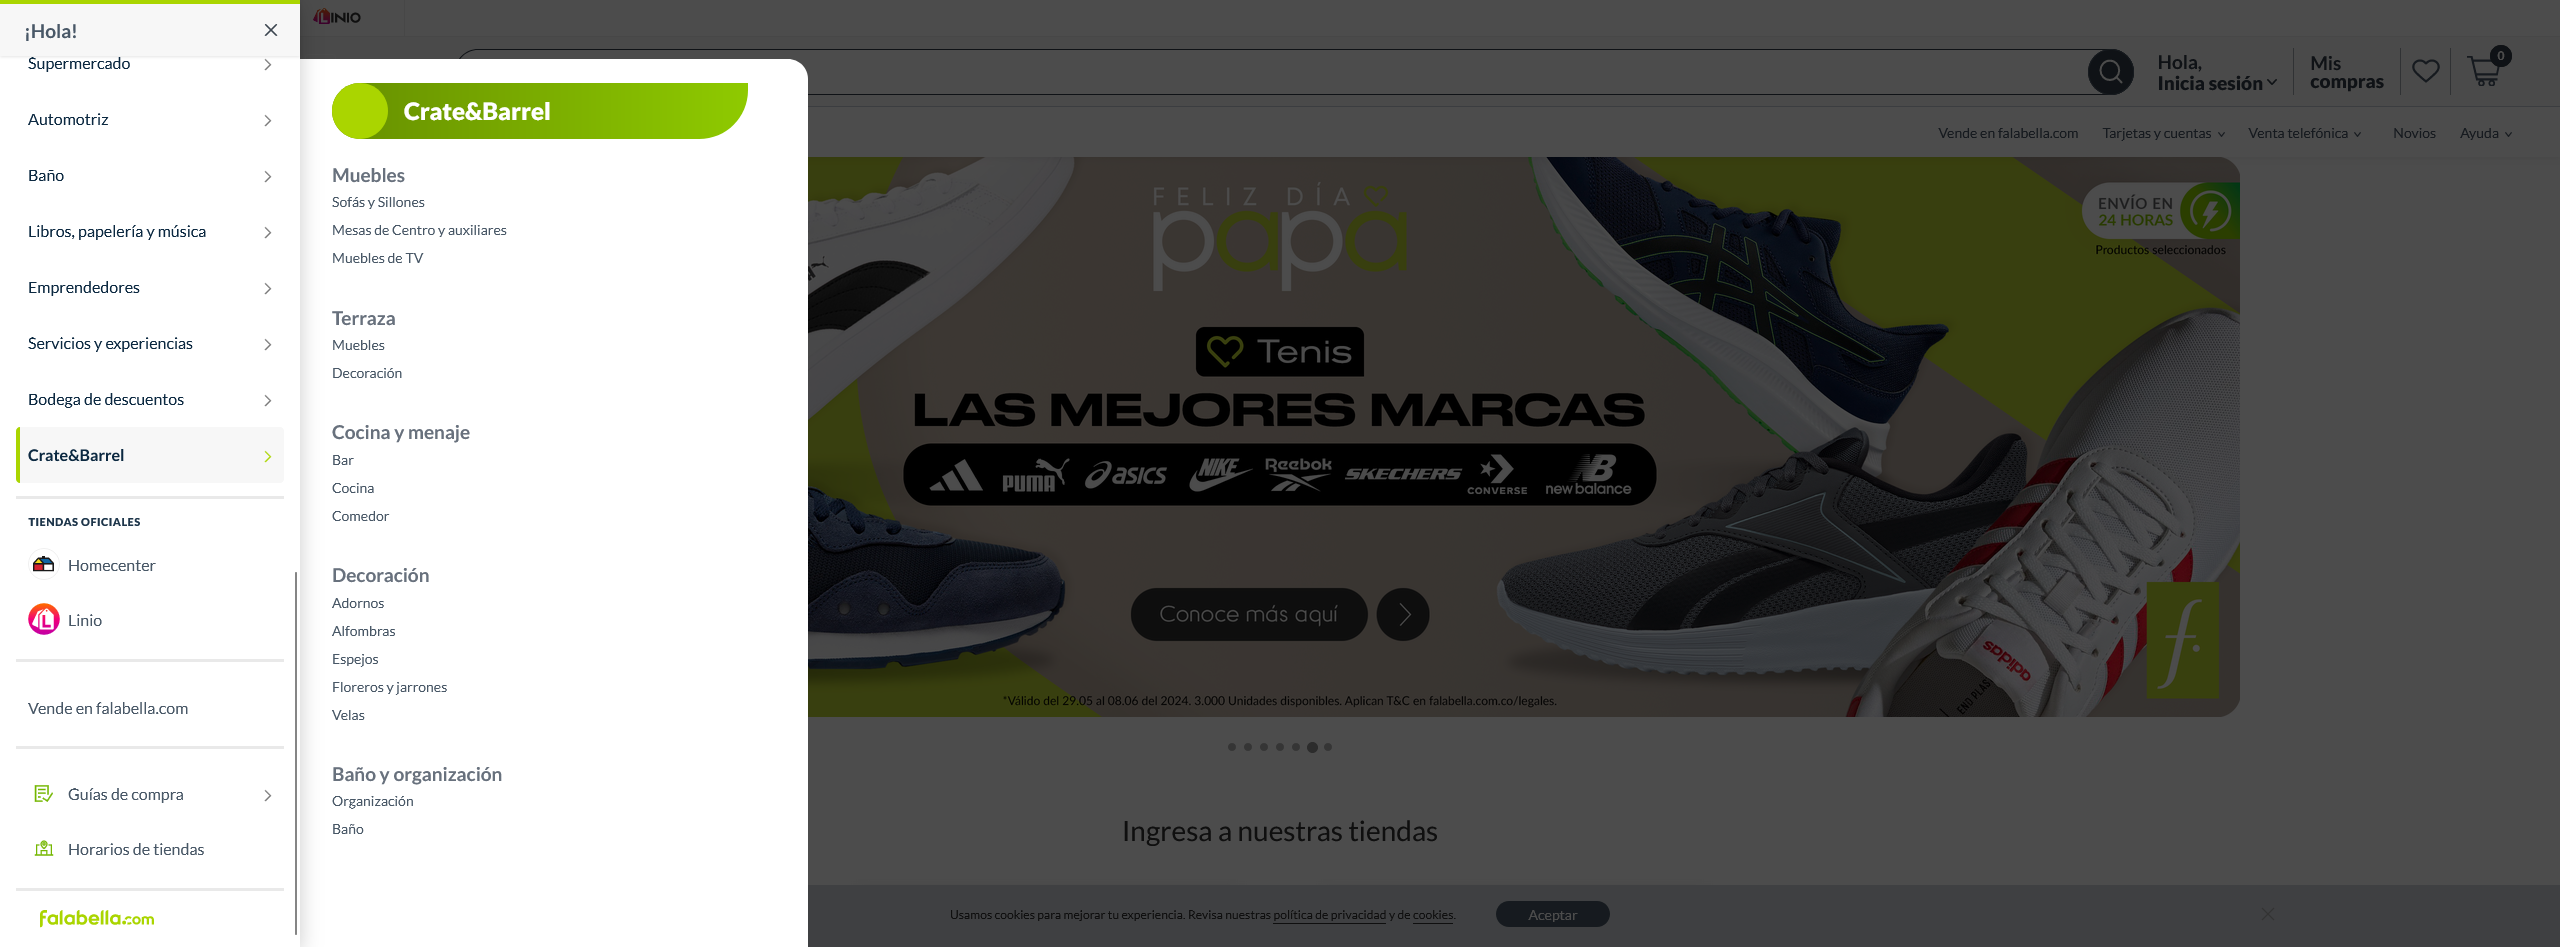 ¡Hola!
Supermercado
Automotriz
Baño
Libros, papelería y música
Emprendedores
Servicios y experiencias
Bodega de descuentos
Crate&Barrel
TIENDAS OFICIALES
Homecenter
Linio
Vende en falabella.com
Guías de compra
Horarios de tiendas
falabella.com
Crate&Barrel
Muebles
Sofás y Sillones
Mesas de Centro y auxiliares
Muebles de TV
Terraza
Muebles
Decoración
Cocina y menaje
Bar
Cocina
Comedor
Decoración
Adornos
Alfombras
Espejos
Floreros y jarrones
Velas
Baño y organización
Organización
Baño
LINIO
Hola,
Inicia sesión
Mis
compras
0
Vende en falabella.com
Tarjetas y cuentas
Venta telefónica
Novios
Ayuda
FELIZ DÍA
papá
ENVÍO EN
24 HORAS
Productos seleccionados
Tenis
LAS MEJORES MARCAS
PUMA
asics
NIKE
Reebok
SKECHERS
CONVERSE
new balance
Conoce más aquí
adidas
f.
*Válido del 29.05 al 08.06 del 2024. 3.000 Unidades disponibles. Aplican T&C en falabella.com.co/legales.
Ingresa a nuestras tiendas
Usamos cookies para mejorar tu experiencia. Revisa nuestras política de privacidad y de cookies.
Aceptar